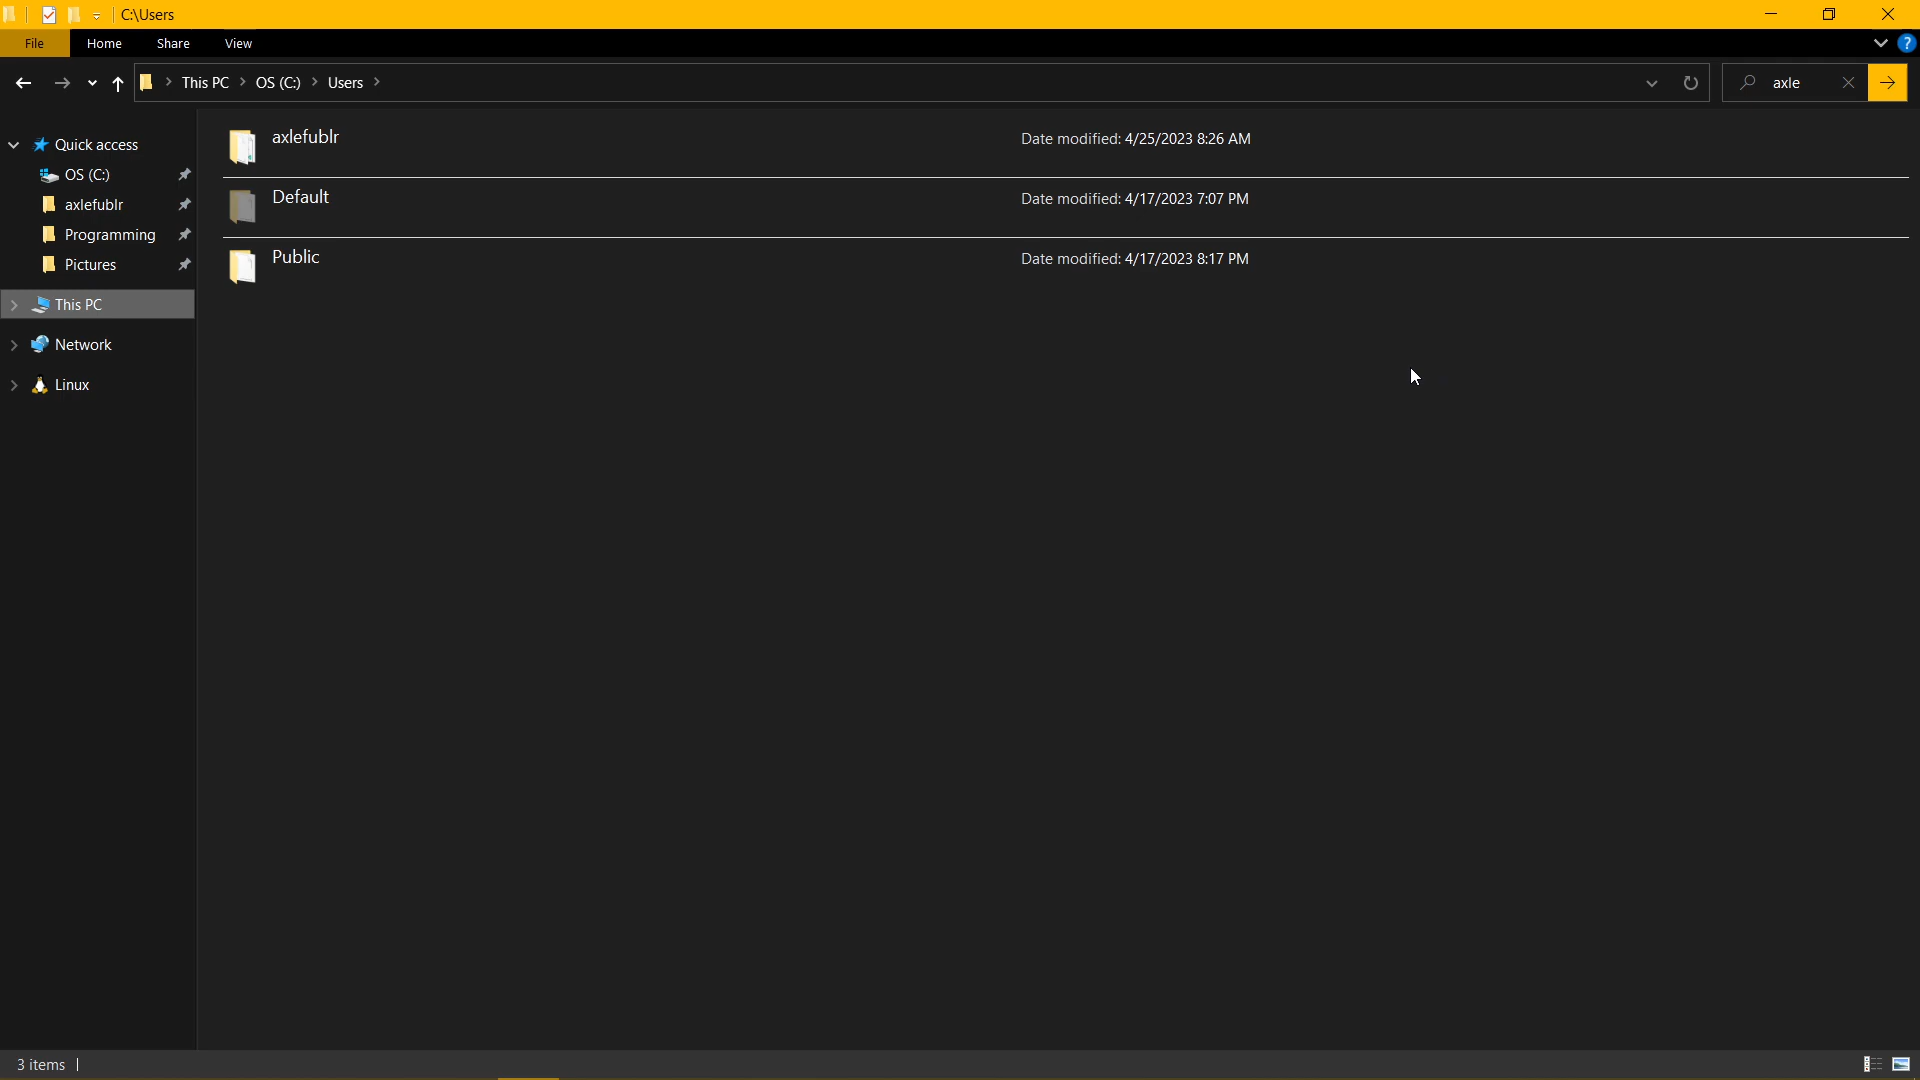 C:\Users
File Home Share View ?
This PC OS (C:) Users axle
Quick access
OS (C:)
axlefublr
Programming
Pictures
This PC
Network
Linux
axlefublr Date modified: 4/25/2023 8:26 AM
Default Date modified: 4/17/2023 7:07 PM
Public Date modified: 4/17/2023 8:17 PM
3 items